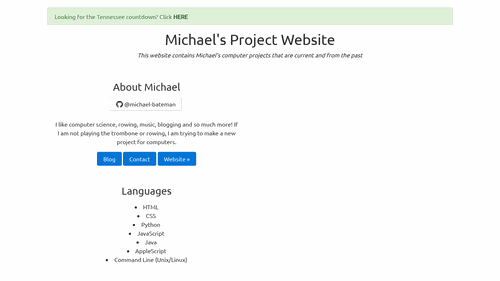 Looking for the Tennessee countdown? Click HERE
Michael's Project Website
This website contains Michael's computer projects that are current and from the past
About Michael
@michael-bateman
I like computer science, rowing, music, blogging and so much more! If
I am not playing the trombone or rowing, I am trying to make a new
project for computers.
Blog
Contact
Website »
Languages
• HTML
• CSS
• Python
• JavaScript
• Java
• AppleScript
• Command Line (Unix/Linux)